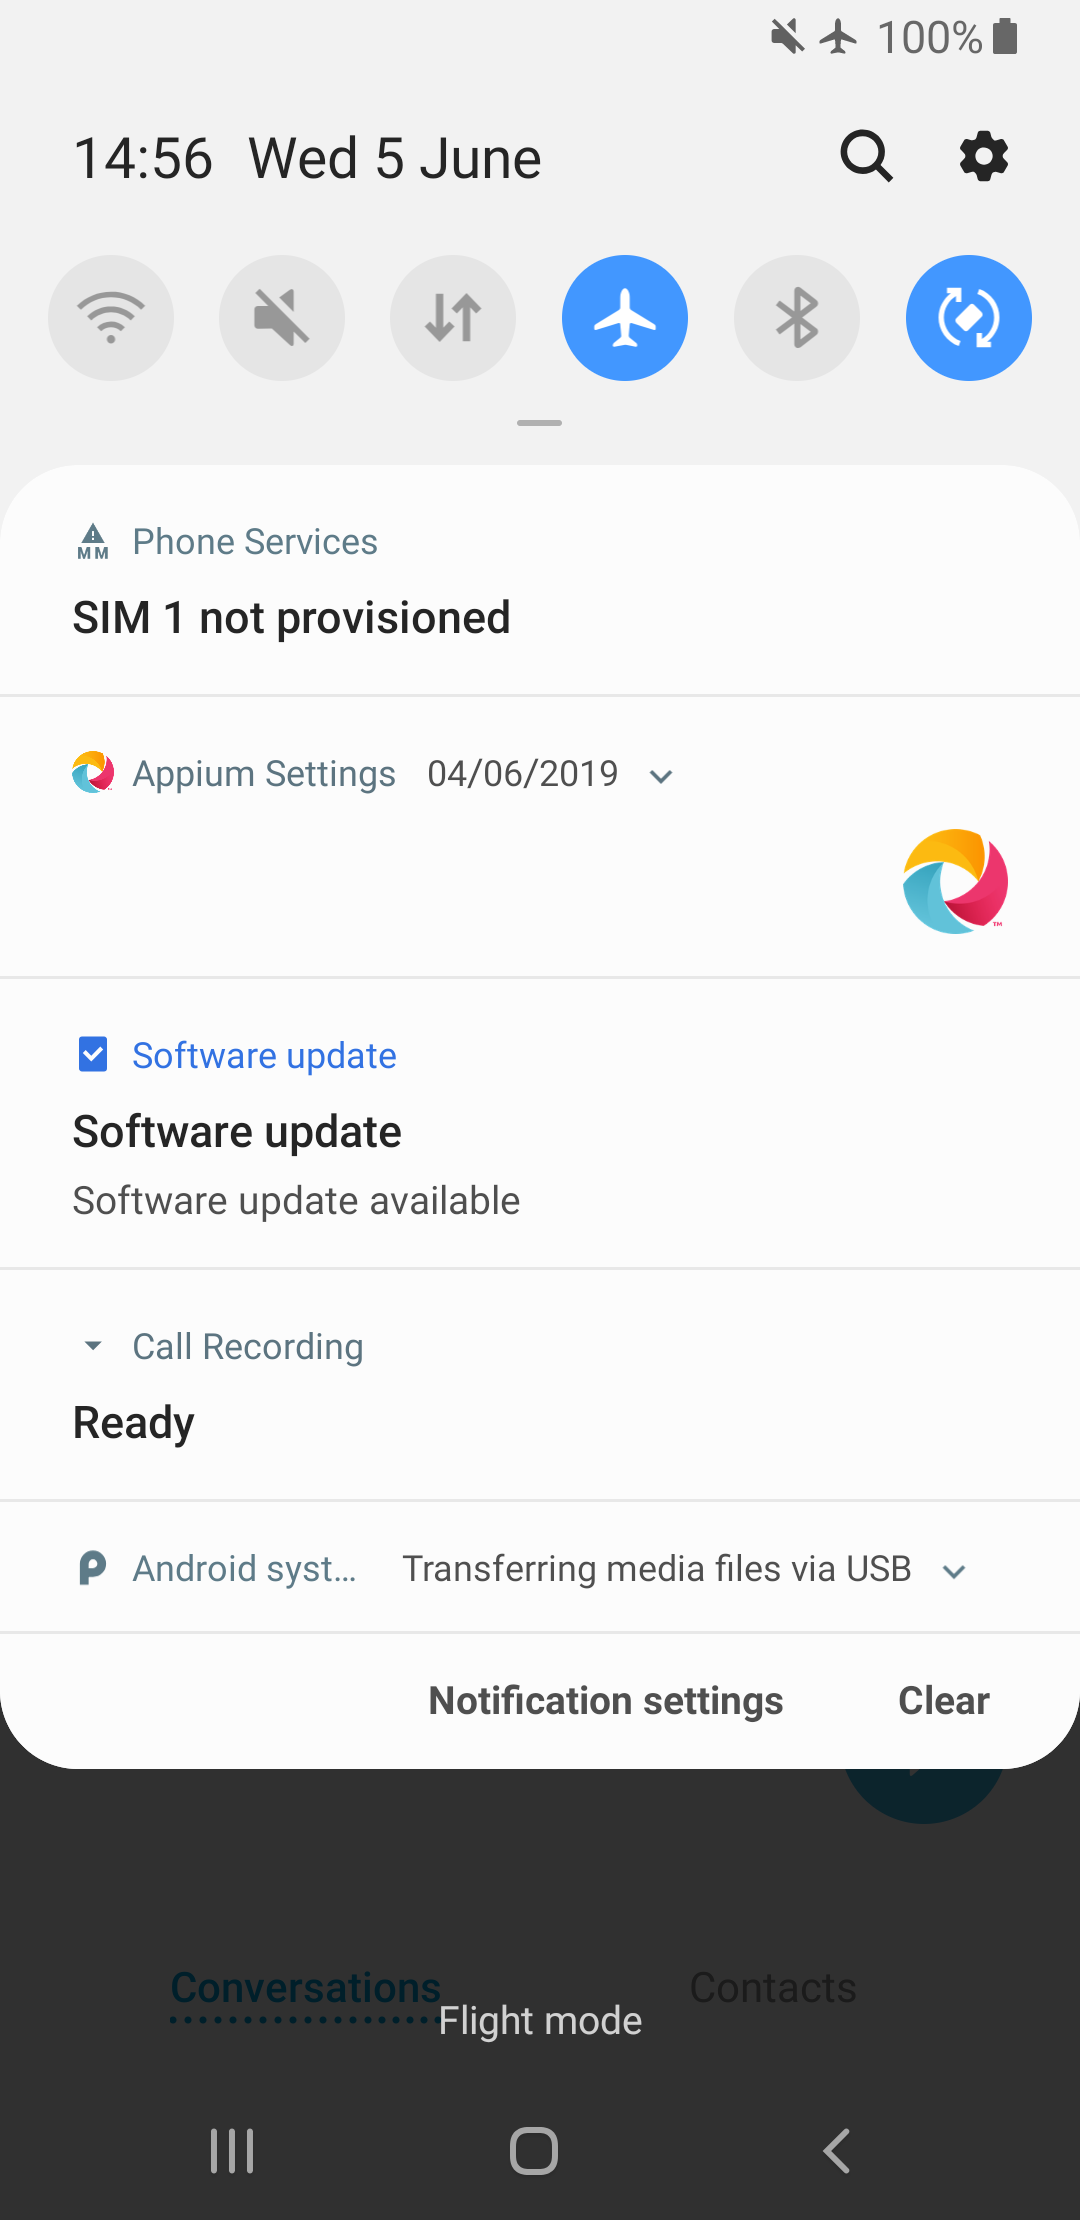 100%
14:56 Wed 5 June
MM Phone Services
SIM 1 not provisioned
Appium Settings 04/06/2019
TM
Software update
Software update
Software update available
Call Recording
Ready
Android syst... Transferring media files via USB
Notification settings Clear
Conversations Contacts
Flight mode